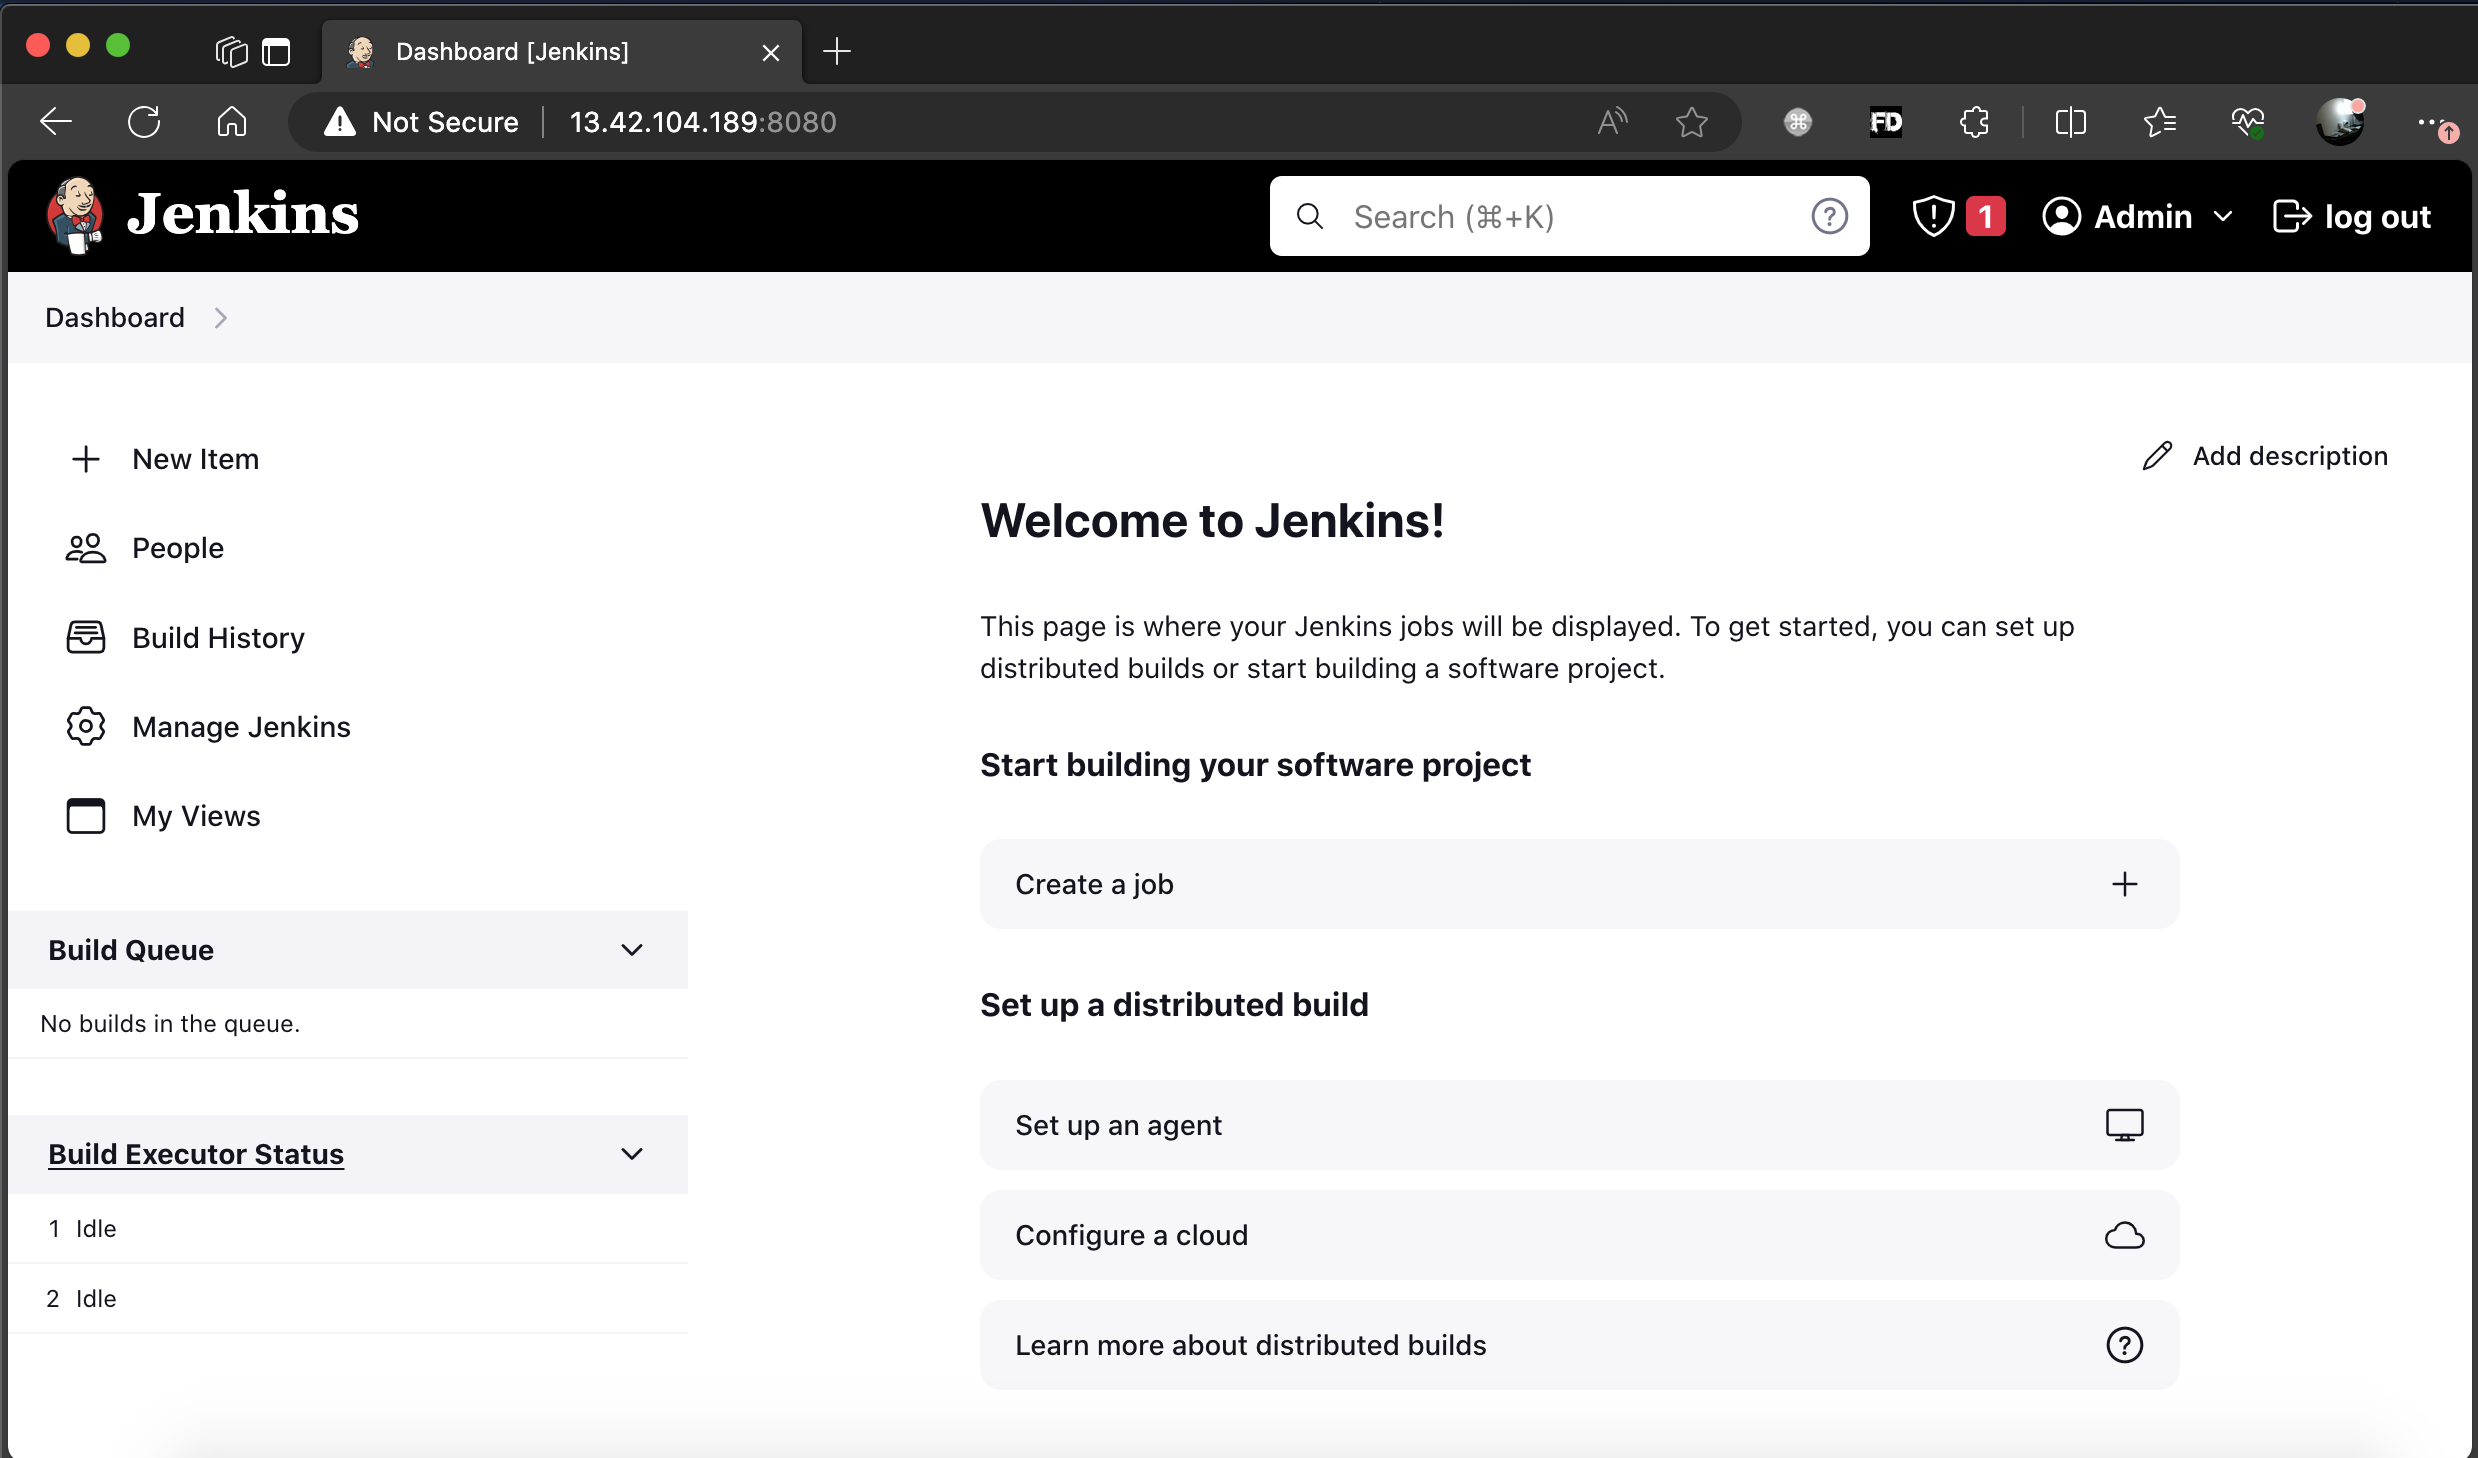 Dashboard [Jenkins]
Not Secure 13.42.104.189:8080
FD
Jenkins
Search (⌘+K)
1
Admin
log out
Dashboard
New Item
People
Build History
Manage Jenkins
My Views
Build Queue
No builds in the queue.
Build Executor Status
1 Idle
2 Idle
Add description
Welcome to Jenkins!
This page is where your Jenkins jobs will be displayed. To get started, you can set up
distributed builds or start building a software project.
Start building your software project
Create a job
Set up a distributed build
Set up an agent
Configure a cloud
Learn more about distributed builds